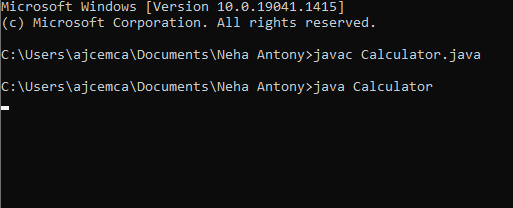 Microsoft Windows [Version 10.0.19041.1415]
(c) Microsoft Corporation. All rights reserved.
C:\Users\ajcemca\Documents\Neha Antony>javac Calculator.java
C:\Users\ajcemca\Documents\Neha Antony>java Calculator